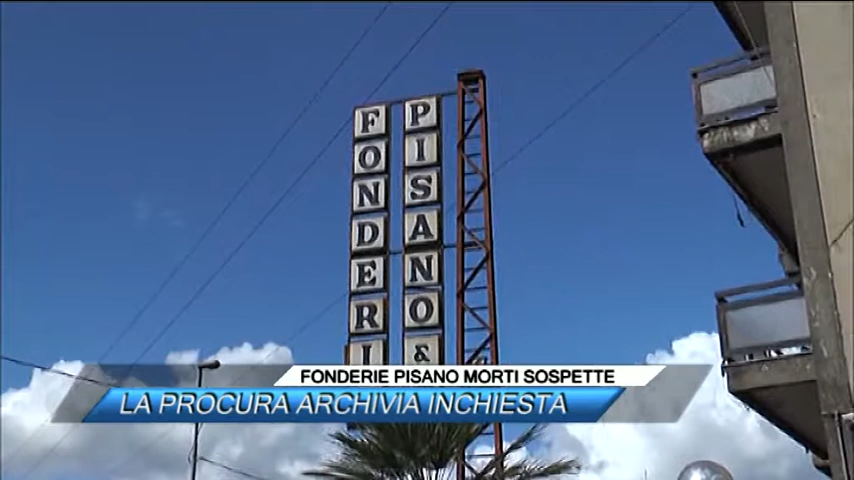 FONDERI
PISANO &
FONDERIE PISANO MORTI SOSPETTE
LA PROCURA ARCHIVIA L'INCHIESTA